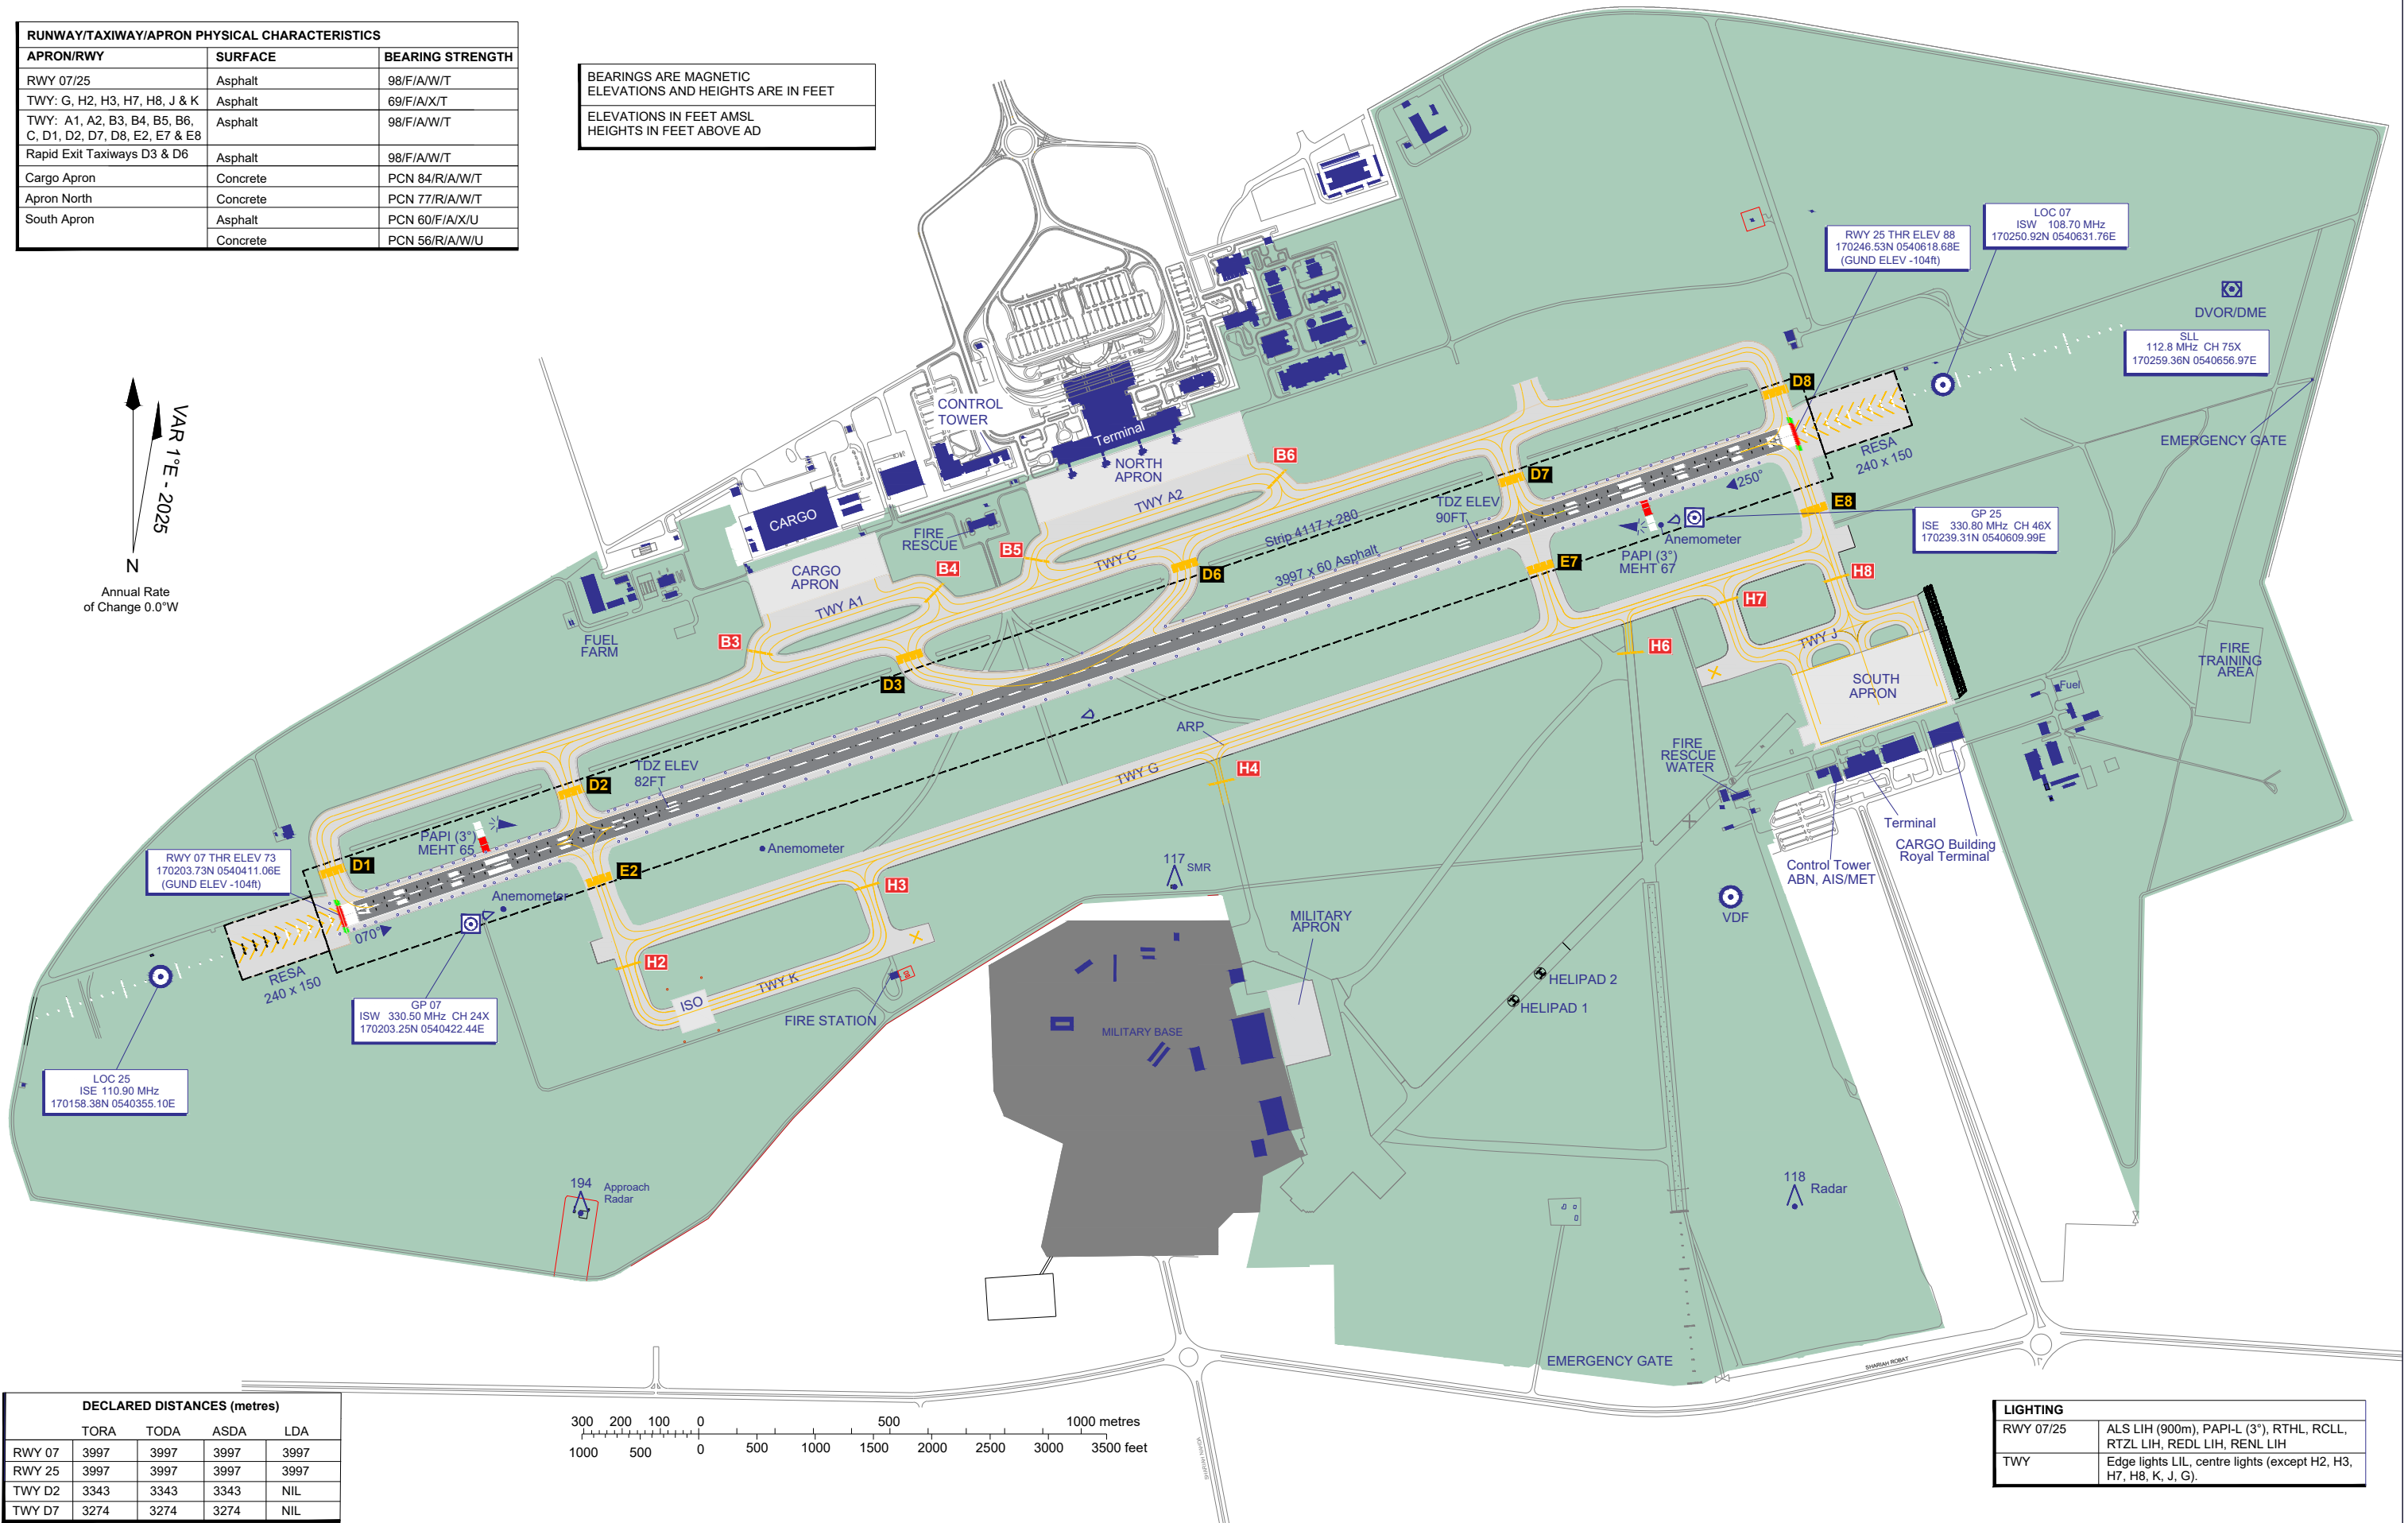 RUNWAY/TAXIWAY/APRON PHYSICAL CHARACTERISTICS
APRON/RWY SURFACE BEARING STRENGTH
RWY 07/25 Asphalt 98/F/A/W/T
TWY: G, H2, H3, H7, H8, J & K Asphalt 69/F/A/X/T
TWY: A1, A2, B3, B4, B5, B6, Asphalt 98/F/A/W/T
C, D1, D2, D7, D8, E2, E7 & E8
Rapid Exit Taxiways D3 & D6 Asphalt 98/F/A/W/T
Cargo Apron Concrete PCN 84/R/A/W/T
Apron North Concrete PCN 77/R/A/W/T
South Apron Asphalt PCN 60/F/A/X/U
Concrete PCN 56/R/A/W/U
BEARINGS ARE MAGNETIC
ELEVATIONS AND HEIGHTS ARE IN FEET
ELEVATIONS IN FEET AMSL
HEIGHTS IN FEET ABOVE AD
VAR 1°E - 2025
N
Annual Rate
of Change 0.0°W
RWY 25 THR ELEV 88
170246.53N 0540618.68E
(GUND ELEV -104ft)
LOC 07
ISW 108.70 MHz
170250.92N 0540631.76E
DVOR/DME
SLL
112.8 MHz CH 75X
170259.36N 0540656.97E
EMERGENCY GATE
CONTROL
TOWER
Terminal
NORTH
APRON
TWY A2
B6
D7
D8
RESA
240 x 150
250°
E8
TDZ ELEV
90FT
GP 25
ISE 330.80 MHz CH 46X
170239.31N 0540609.99E
Anemometer
PAPI (3°)
MEHT 67
CARGO
FIRE
RESCUE
Strip 4117 x 280
3997 x 60 Asphalt
B5
TWY C
D6
E7
H8
CARGO
APRON
B4
TWY A1
H7
FUEL
FARM
B3
D3
H6
TWY J
SOUTH
APRON
FIRE
TRAINING
AREA
Fuel
ARP
H4
TWY G
FIRE
RESCUE
WATER
TDZ ELEV
82FT
D2
PAPI (3°)
MEHT 65
Terminal
CARGO Building
Royal Terminal
Control Tower
ABN, AIS/MET
RWY 07 THR ELEV 73
170203.73N 0540411.06E
(GUND ELEV -104ft)
D1
Anemometer
E2
H3
117
SMR
Anemometer
070°
VDF
MILITARY
APRON
RESA
240 x 150
H2
TWY K
ISO
HELIPAD 2
HELIPAD 1
GP 07
ISW 330.50 MHz CH 24X
170203.25N 0540422.44E
FIRE STATION
MILITARY BASE
LOC 25
ISE 110.90 MHz
170158.38N 0540355.10E
194
Approach
Radar
118
Radar
EMERGENCY GATE
SHARIAH ROBAT
DECLARED DISTANCES (metres)
TORA TODA ASDA LDA
RWY 07 3997 3997 3997 3997
RWY 25 3997 3997 3997 3997
TWY D2 3343 3343 3343 NIL
TWY D7 3274 3274 3274 NIL
300 200 100 0 500 1000 metres
1000 500 0 500 1000 1500 2000 2500 3000 3500 feet
LIGHTING
RWY 07/25 ALS LIH (900m), PAPI-L (3°), RTHL, RCLL,
RTZL LIH, REDL LIH, RENL LIH
TWY Edge lights LIL, centre lights (except H2, H3,
H7, H8, K, J, G).